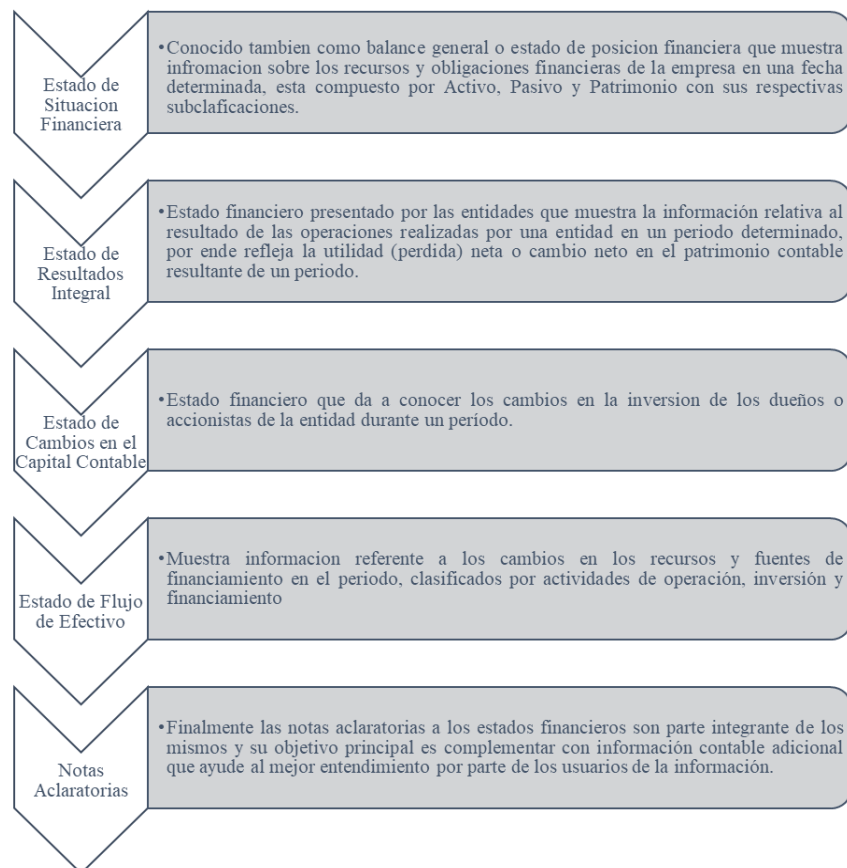 Estado de
Situacion
Financiera
•Conocido tambien como balance general o estado de posicion financiera que muestra
infromacion sobre los recursos y obligaciones financieras de la empresa en una fecha
determinada, esta compuesto por Activo, Pasivo y Patrimonio con sus respectivas
subclaficaciones.
Estado de
Resultados
Integral
•Estado financiero presentado por las entidades que muestra la información relativa al
resultado de las operaciones realizadas por una entidad en un periodo determinado,
por ende refleja la utilidad (perdida) neta o cambio neto en el patrimonio contable
resultante de un periodo.
Estado de
Cambios en el
Capital Contable
•Estado financiero que da a conocer los cambios en la inversion de los dueños o
accionistas de la entidad durante un período.
Estado de Flujo
de Efectivo
•Muestra informacion referente a los cambios en los recursos y fuentes de
financiamiento en el periodo, clasificados por actividades de operación, inversión y
financiamiento
Notas
Aclaratorias
•Finalmente las notas aclaratorias a los estados financieros son parte integrante de los
mismos y su objetivo principal es complementar con información contable adicional
que ayude al mejor entendimiento por parte de los usuarios de la información.